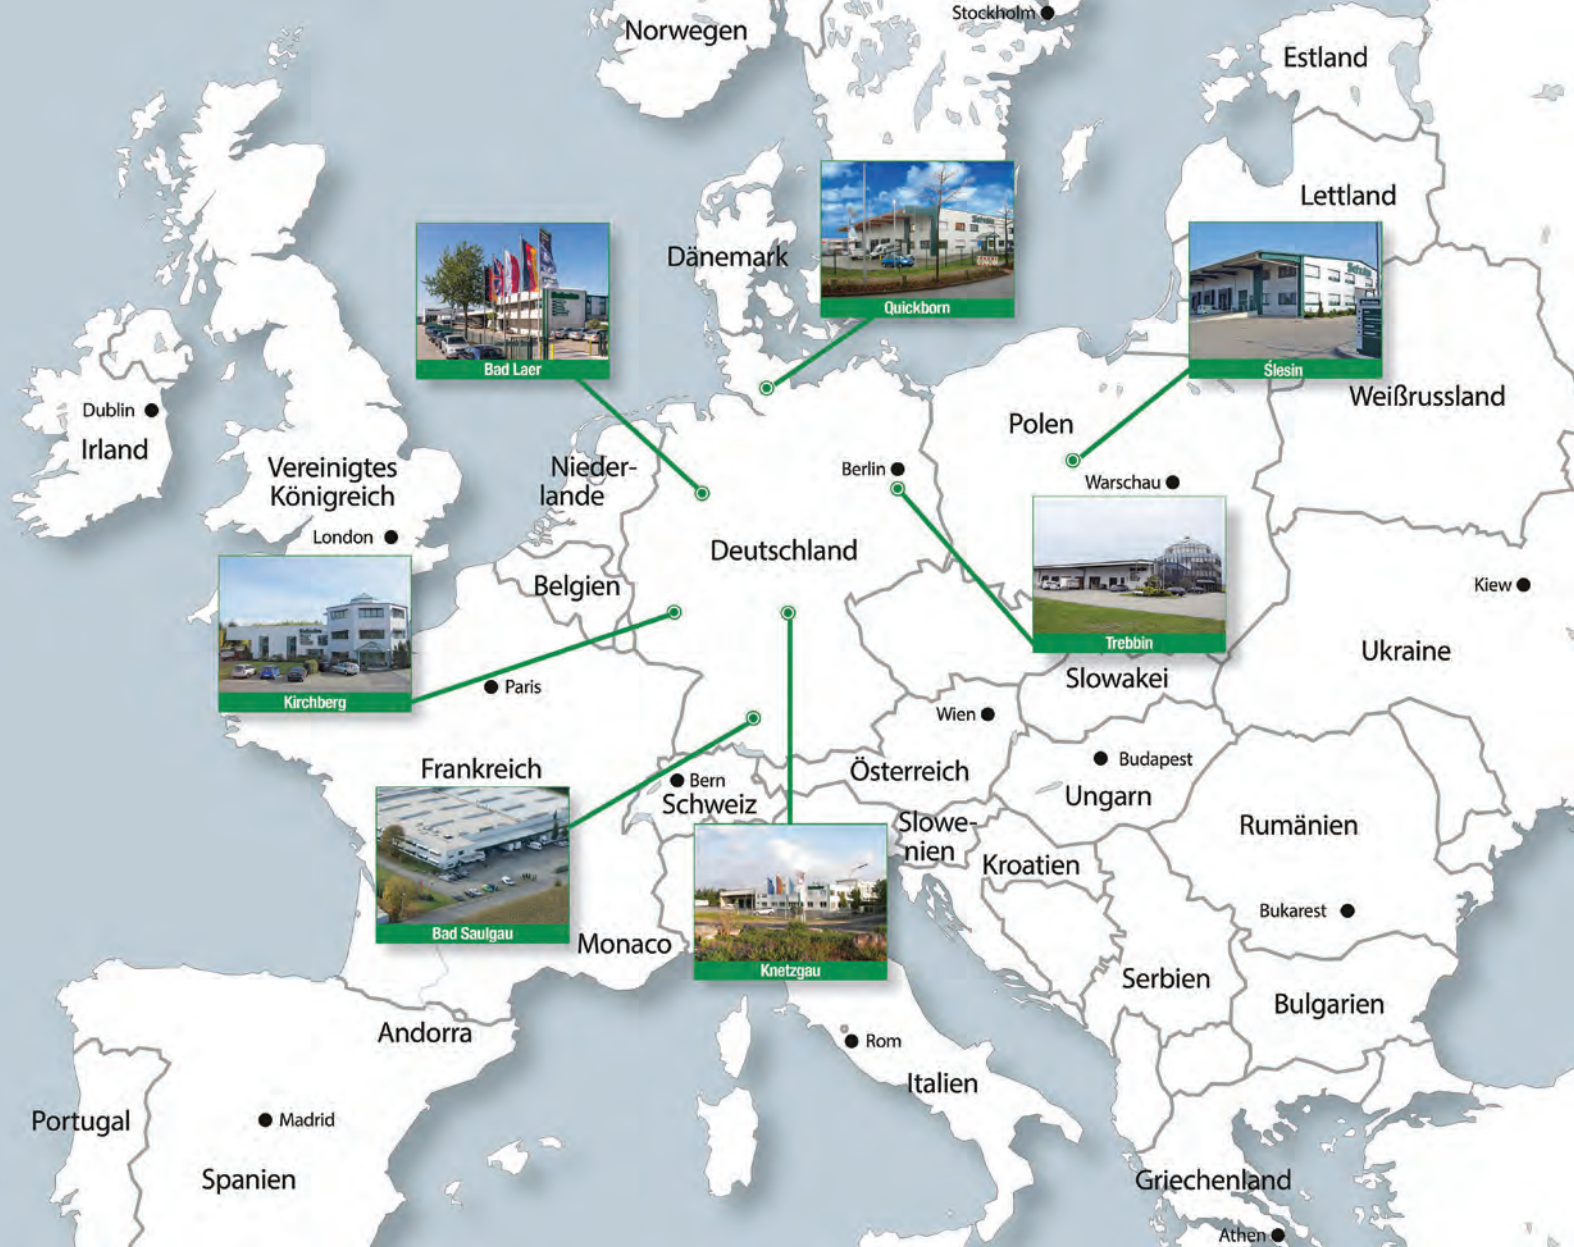 Stockholm
Norwegen
Estland
Lettland
Dänemark
Quickborn
Bad Laer
Ślesin
Weißrussland
Dublin
Irland
Polen
Vereinigtes
Königreich
Nieder-
lande
Berlin
Warschau
London
Deutschland
Belgien
Kiew
Trebbin
Ukraine
Slowakei
Kirchberg
Paris
Wien
Budapest
Frankreich
Bern
Schweiz
Österreich
Ungarn
Slowe-
nien
Rumänien
Kroatien
Bukarest
Bad Saulgau
Monaco
Knetzgau
Serbien
Bulgarien
Andorra
Rom
Italien
Portugal
Madrid
Spanien
Griechenland
Athen